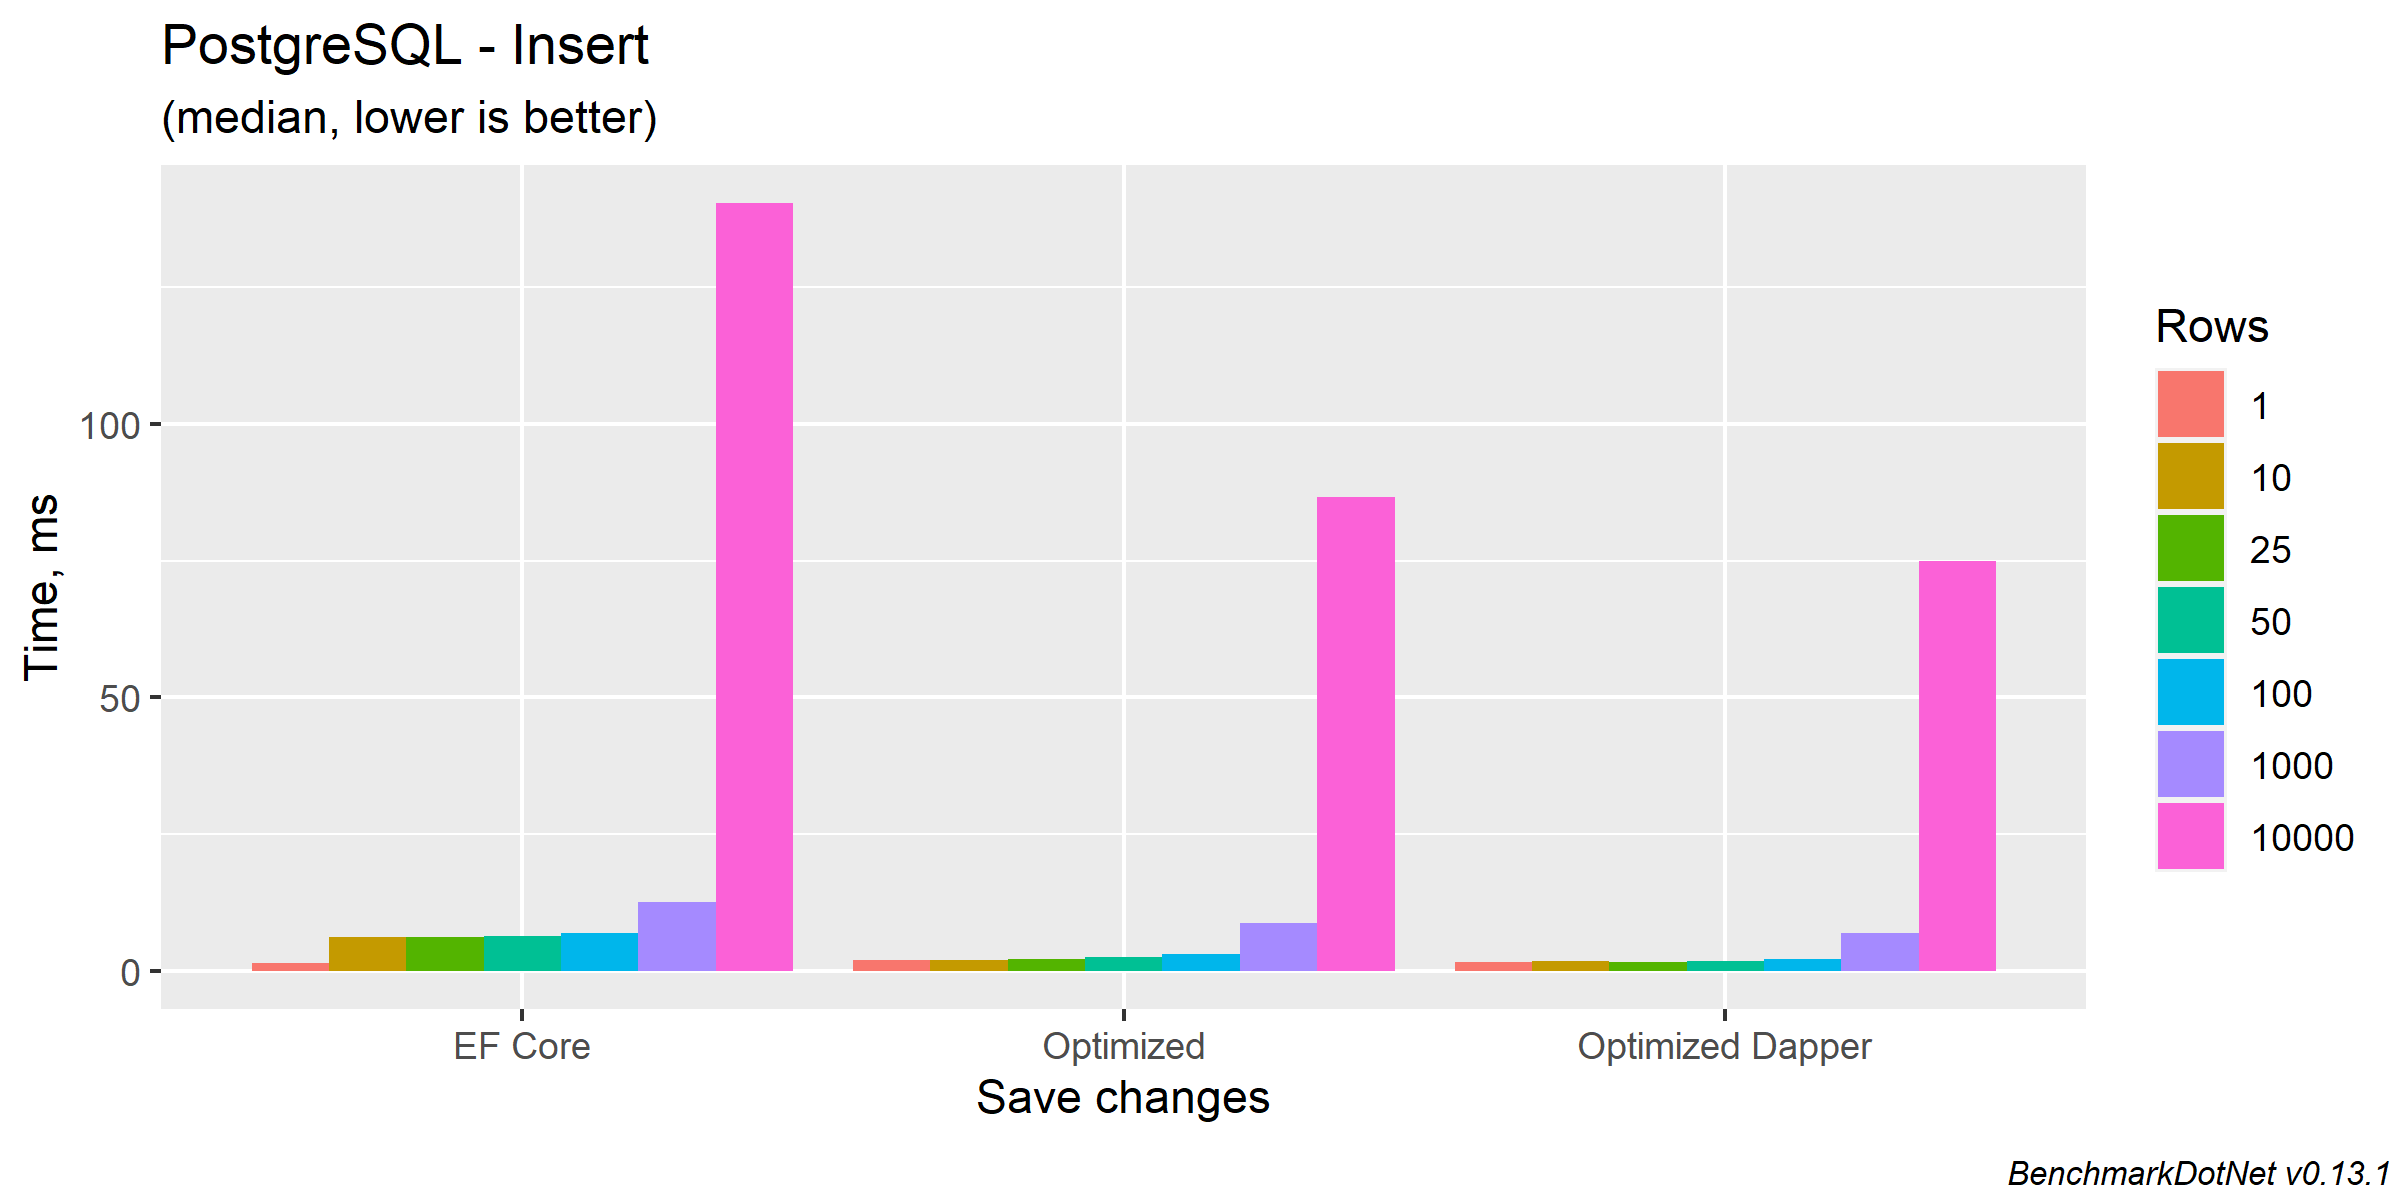 PostgreSQL - Insert
(median, lower is better)
Time, ms
100
50
0
EF Core
Optimized
Optimized Dapper
Save changes
Rows
1
10
25
50
100
1000
10000
BenchmarkDotNet v0.13.1